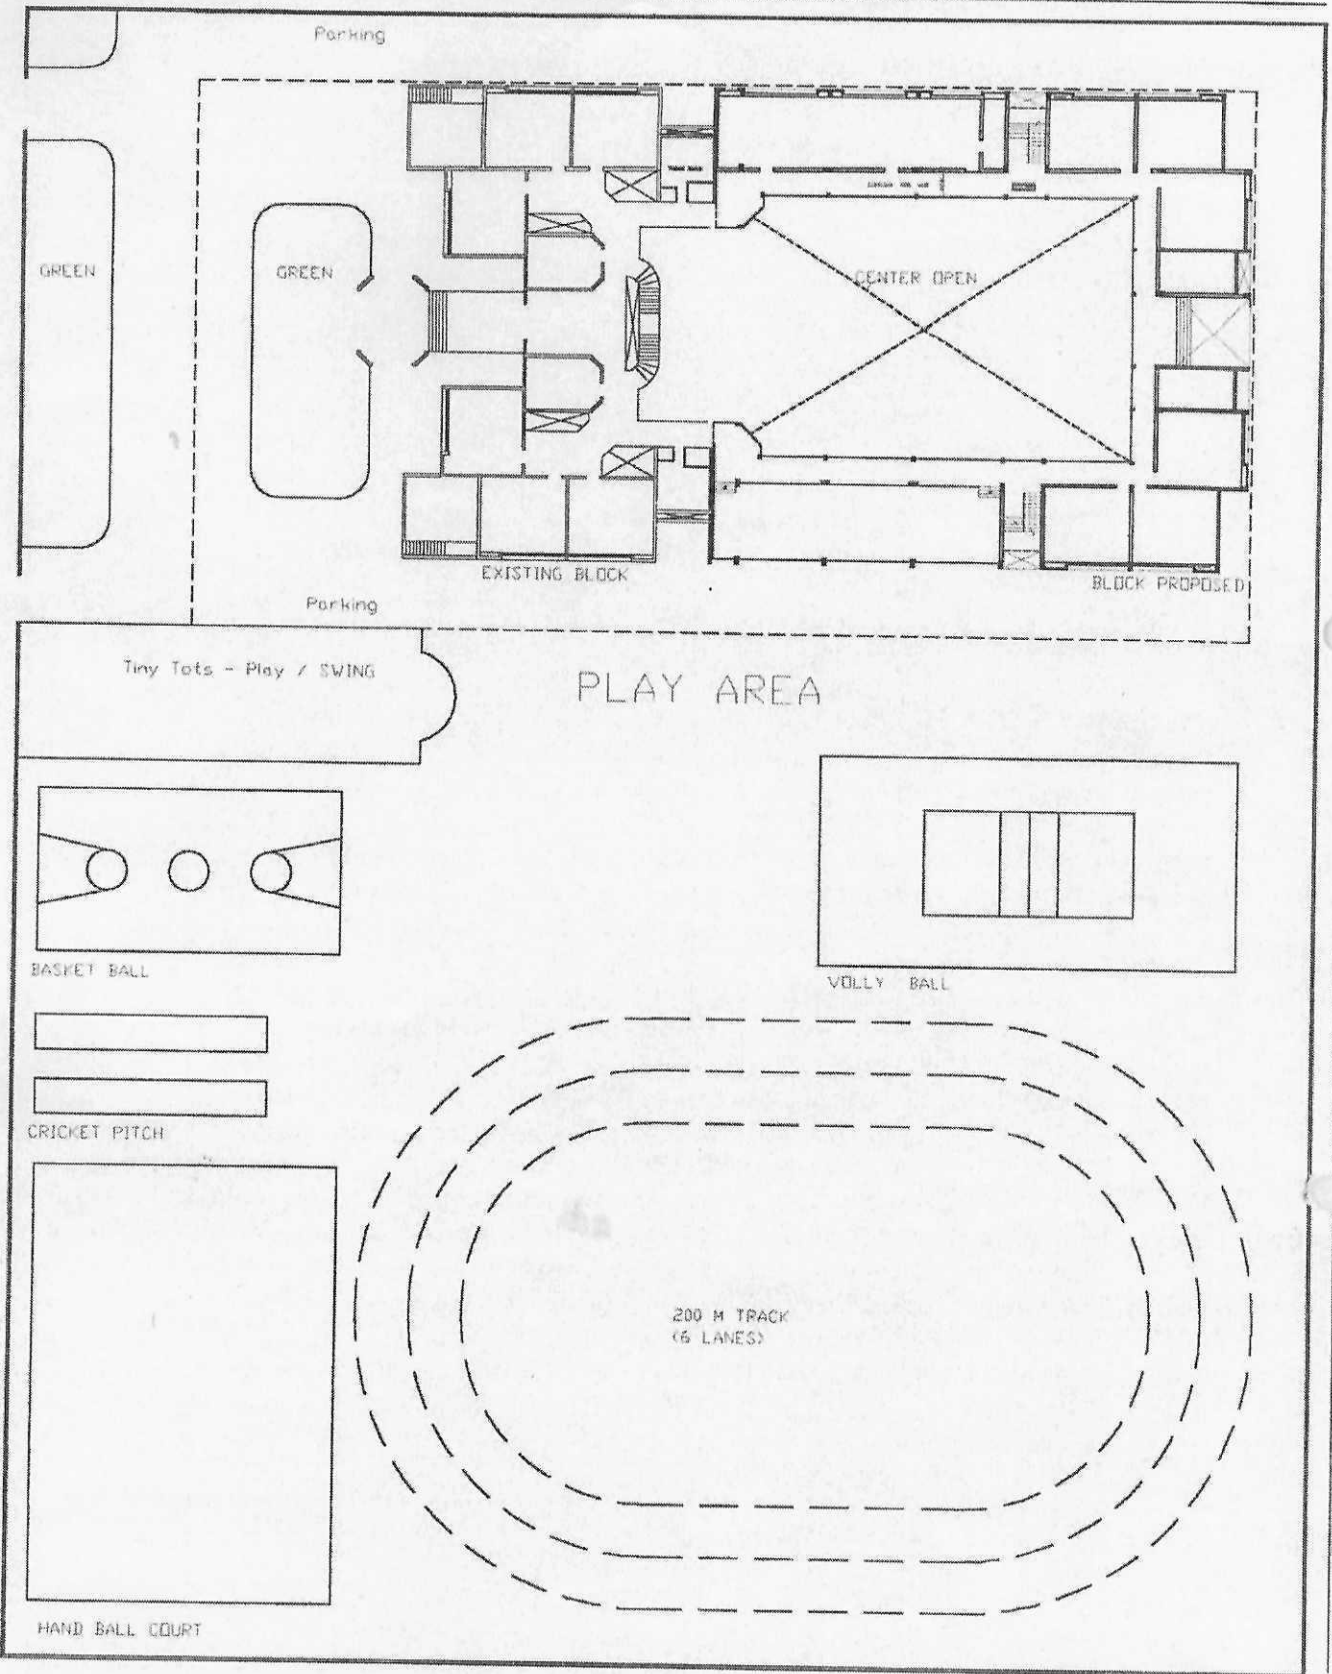 Parking
GREEN
GREEN
CENTER OPEN
EXISTING BLOCK
BLOCK PROPOSED
Parking
Tiny Tots - Play / SWING
PLAY AREA
BASKET BALL
VOLLY BALL
CRICKET PITCH
200 M TRACK
(6 LANES)
HAND BALL COURT